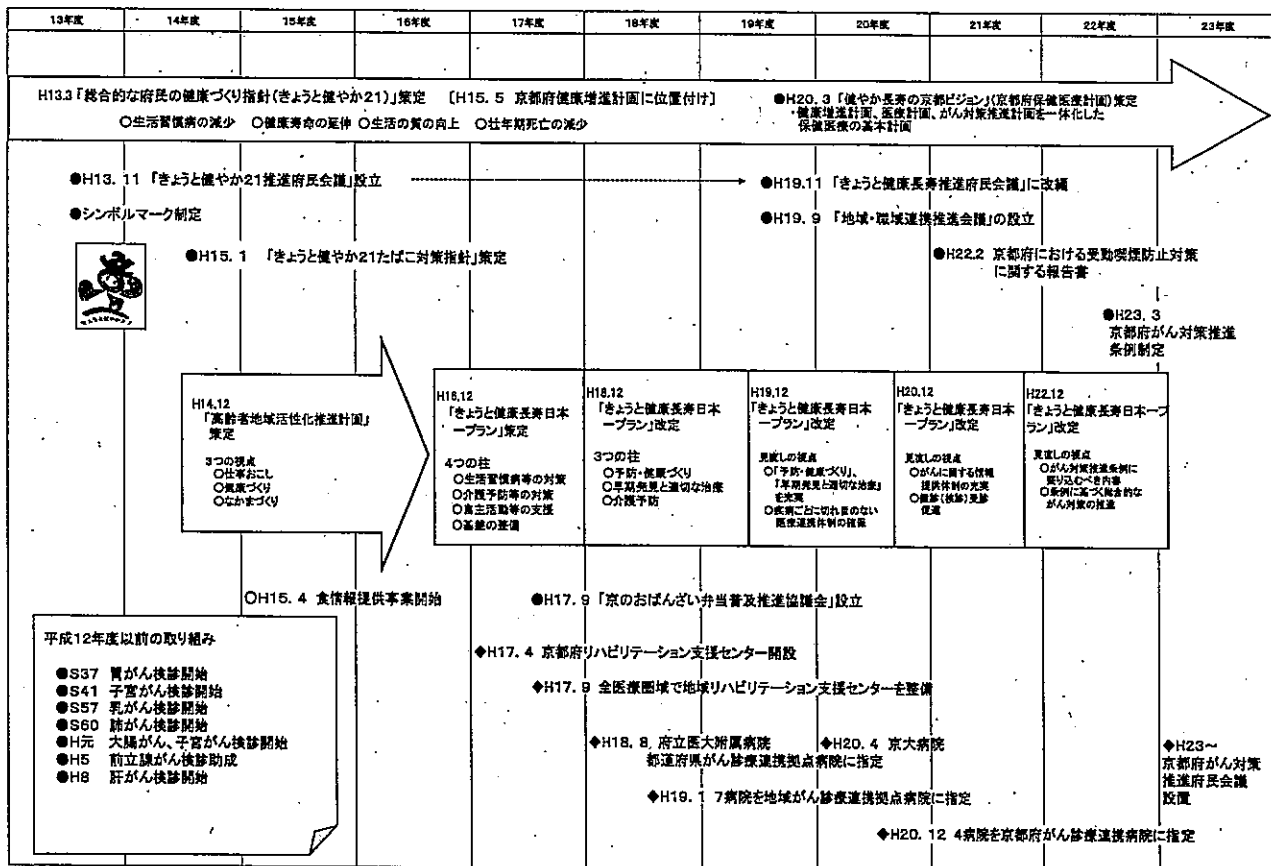 13年度
14年度
15年度
16年度
17年度
18年度
19年度
20年度
21年度
22年度
23年度
H13.3「総合的な府民の健康づくり指針(きょうと健やか21)」策定 〔H15.5 京都府健康増進計画に位置付け〕
○生活習慣病の減少 ○健康寿命の延伸 ○生活の質の向上 ○壮年期死亡の減少
●H20.3「健やか長寿の京都ビジョン」(京都府保健医療計画)策定
・健康増進計画、医療計画、がん対策推進計画を一体化した
保健医療の基本計画
●H13.11 「きょうと健やか21推進府民会議」設立
●H19.11「きょうと健康長寿推進府民会議」に改編
●シンボルマーク制定
●H19.9 「地域・職域連携推進会議」の設立
●H15.1 「きょうと健やか21たばこ対策指針」策定
●H22.2 京都府における受動喫煙防止対策
に関する報告書
●H23.3
京都府がん対策推進
条例制定
H14.12
「高齢者地域活性化推進計画」
策定
3つの視点
○仕事おこし
○健康づくり
○なかまづくり
H16.12
「きょうと健康長寿日本
一プラン」策定
4つの柱
○生活習慣病等の対策
○介護予防等の対策
○自主活動等の支援
○基盤の整備
H18.12
「きょうと健康長寿日本
一プラン」改定
3つの柱
○予防・健康づくり
○早期発見と適切な治療
○介護予防
H19.12
「きょうと健康長寿日本
一プラン」改定
見直しの視点
○「予防・健康づくり」、
「早期発見と適切な治療」
を充実
○疾病ごとに切れ目のない
医療連携体制の確保
H20.12
「きょうと健康長寿日本
一プラン」改定
見直しの視点
○がんに関する情報
提供体制の充実
○健診(検診)受診
促進
H22.12
「きょうと健康長寿日本一プ
ラン」改定
見直しの視点
○がん対策推進条例に
盛り込むべき内容
○条例に基づく総合的な
がん対策の推進
○H15.4 食情報提供事業開始
●H17.9「京のおばんざい弁当普及推進協議会」設立
平成12年度以前の取り組み
●S37 胃がん検診開始
●S41 子宮がん検診開始
●S57 乳がん検診開始
●S60 肺がん検診開始
●H元 大腸がん、子宮がん検診開始
●H5 前立腺がん検診助成
●H8 肝がん検診開始
◆H17.4 京都府リハビリテーション支援センター開設
◆H17.9 全医療圏域で地域リハビリテーション支援センターを整備
◆H18.8 府立医大附属病院
◆H20.4 京大病院
都道府県がん診療連携拠点病院に指定
◆H23～
京都府がん対策
推進府民会議
設置
◆H19.1 7病院を地域がん診療連携拠点病院に指定
◆H20.12 4病院を京都府がん診療連携病院に指定